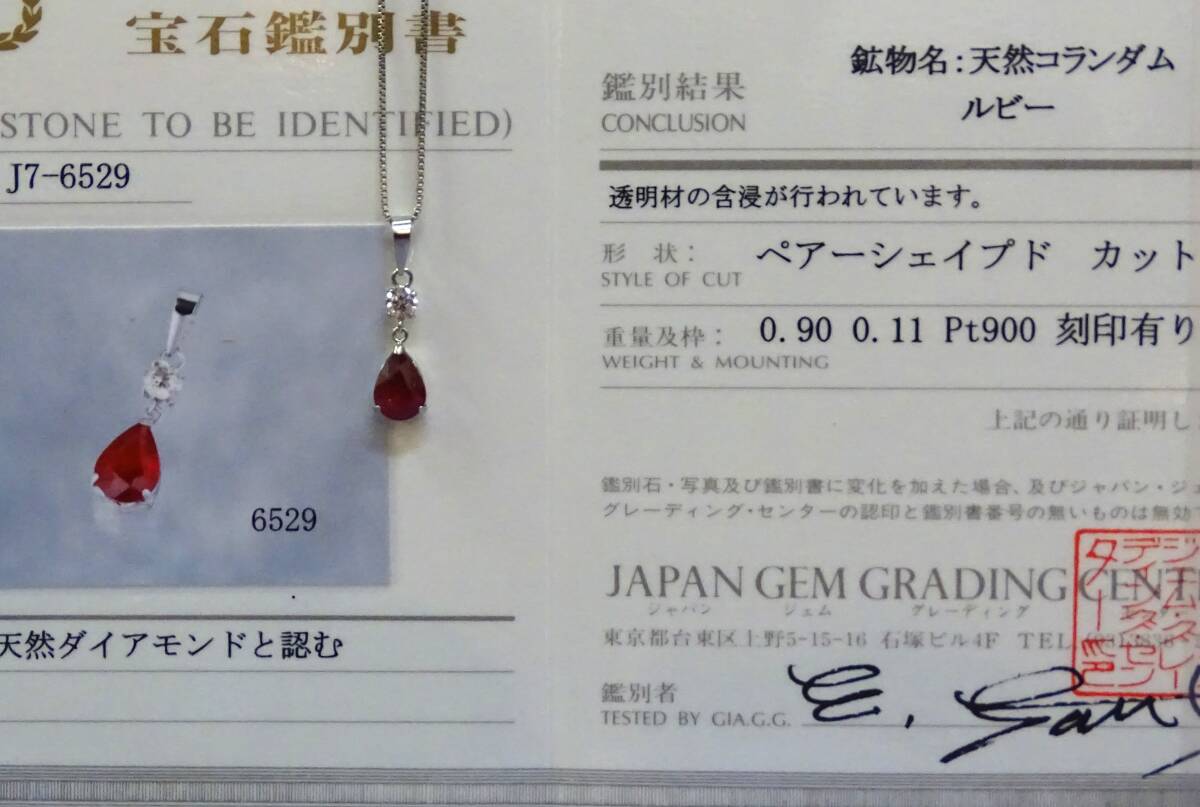 宝石鑑別書
STONE TO BE IDENTIFIED)
J7-6529
6529
天然ダイアモンドと認む
鑑別結果
CONCLUSION
鉱物名:天然コランダム
ルビー
透明材の含浸が行われています。
形 状:
STYLE OF CUT
ペアーシェイプド カット
重量及枠:
WEIGHT & MOUNTING
0.90 0.11 Pt900 刻印有り
上記の通り証明し
鑑別石・写真及び鑑別書に変化を加えた場合、及びジャパン・ジェ
グレーディング・センターの認印と鑑別書番号の無いものは無効
JAPAN GEM GRADING CENT
ジャパン ジェム グレーディング
東京都台東区上野5-15-16 石塚ビル4F TEL (03)3836
鑑別者
TESTED BY GIA.G.G.